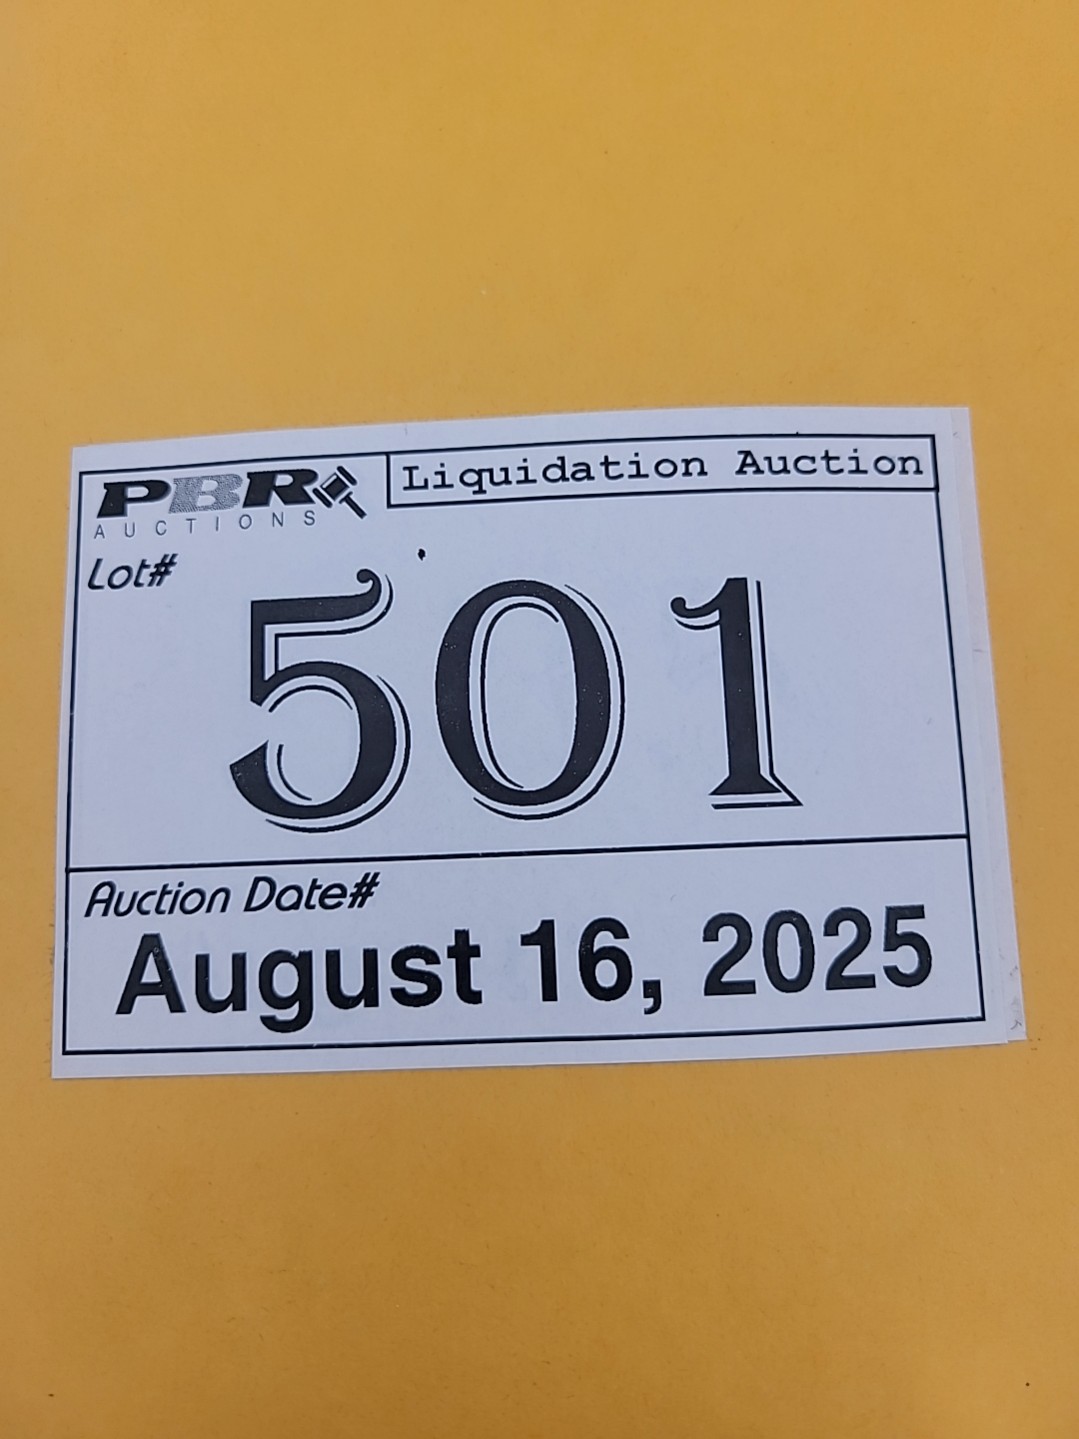 PBR
AUCTIONS
Liquidation Auction
Lot#
501
Auction Date#
August 16, 2025